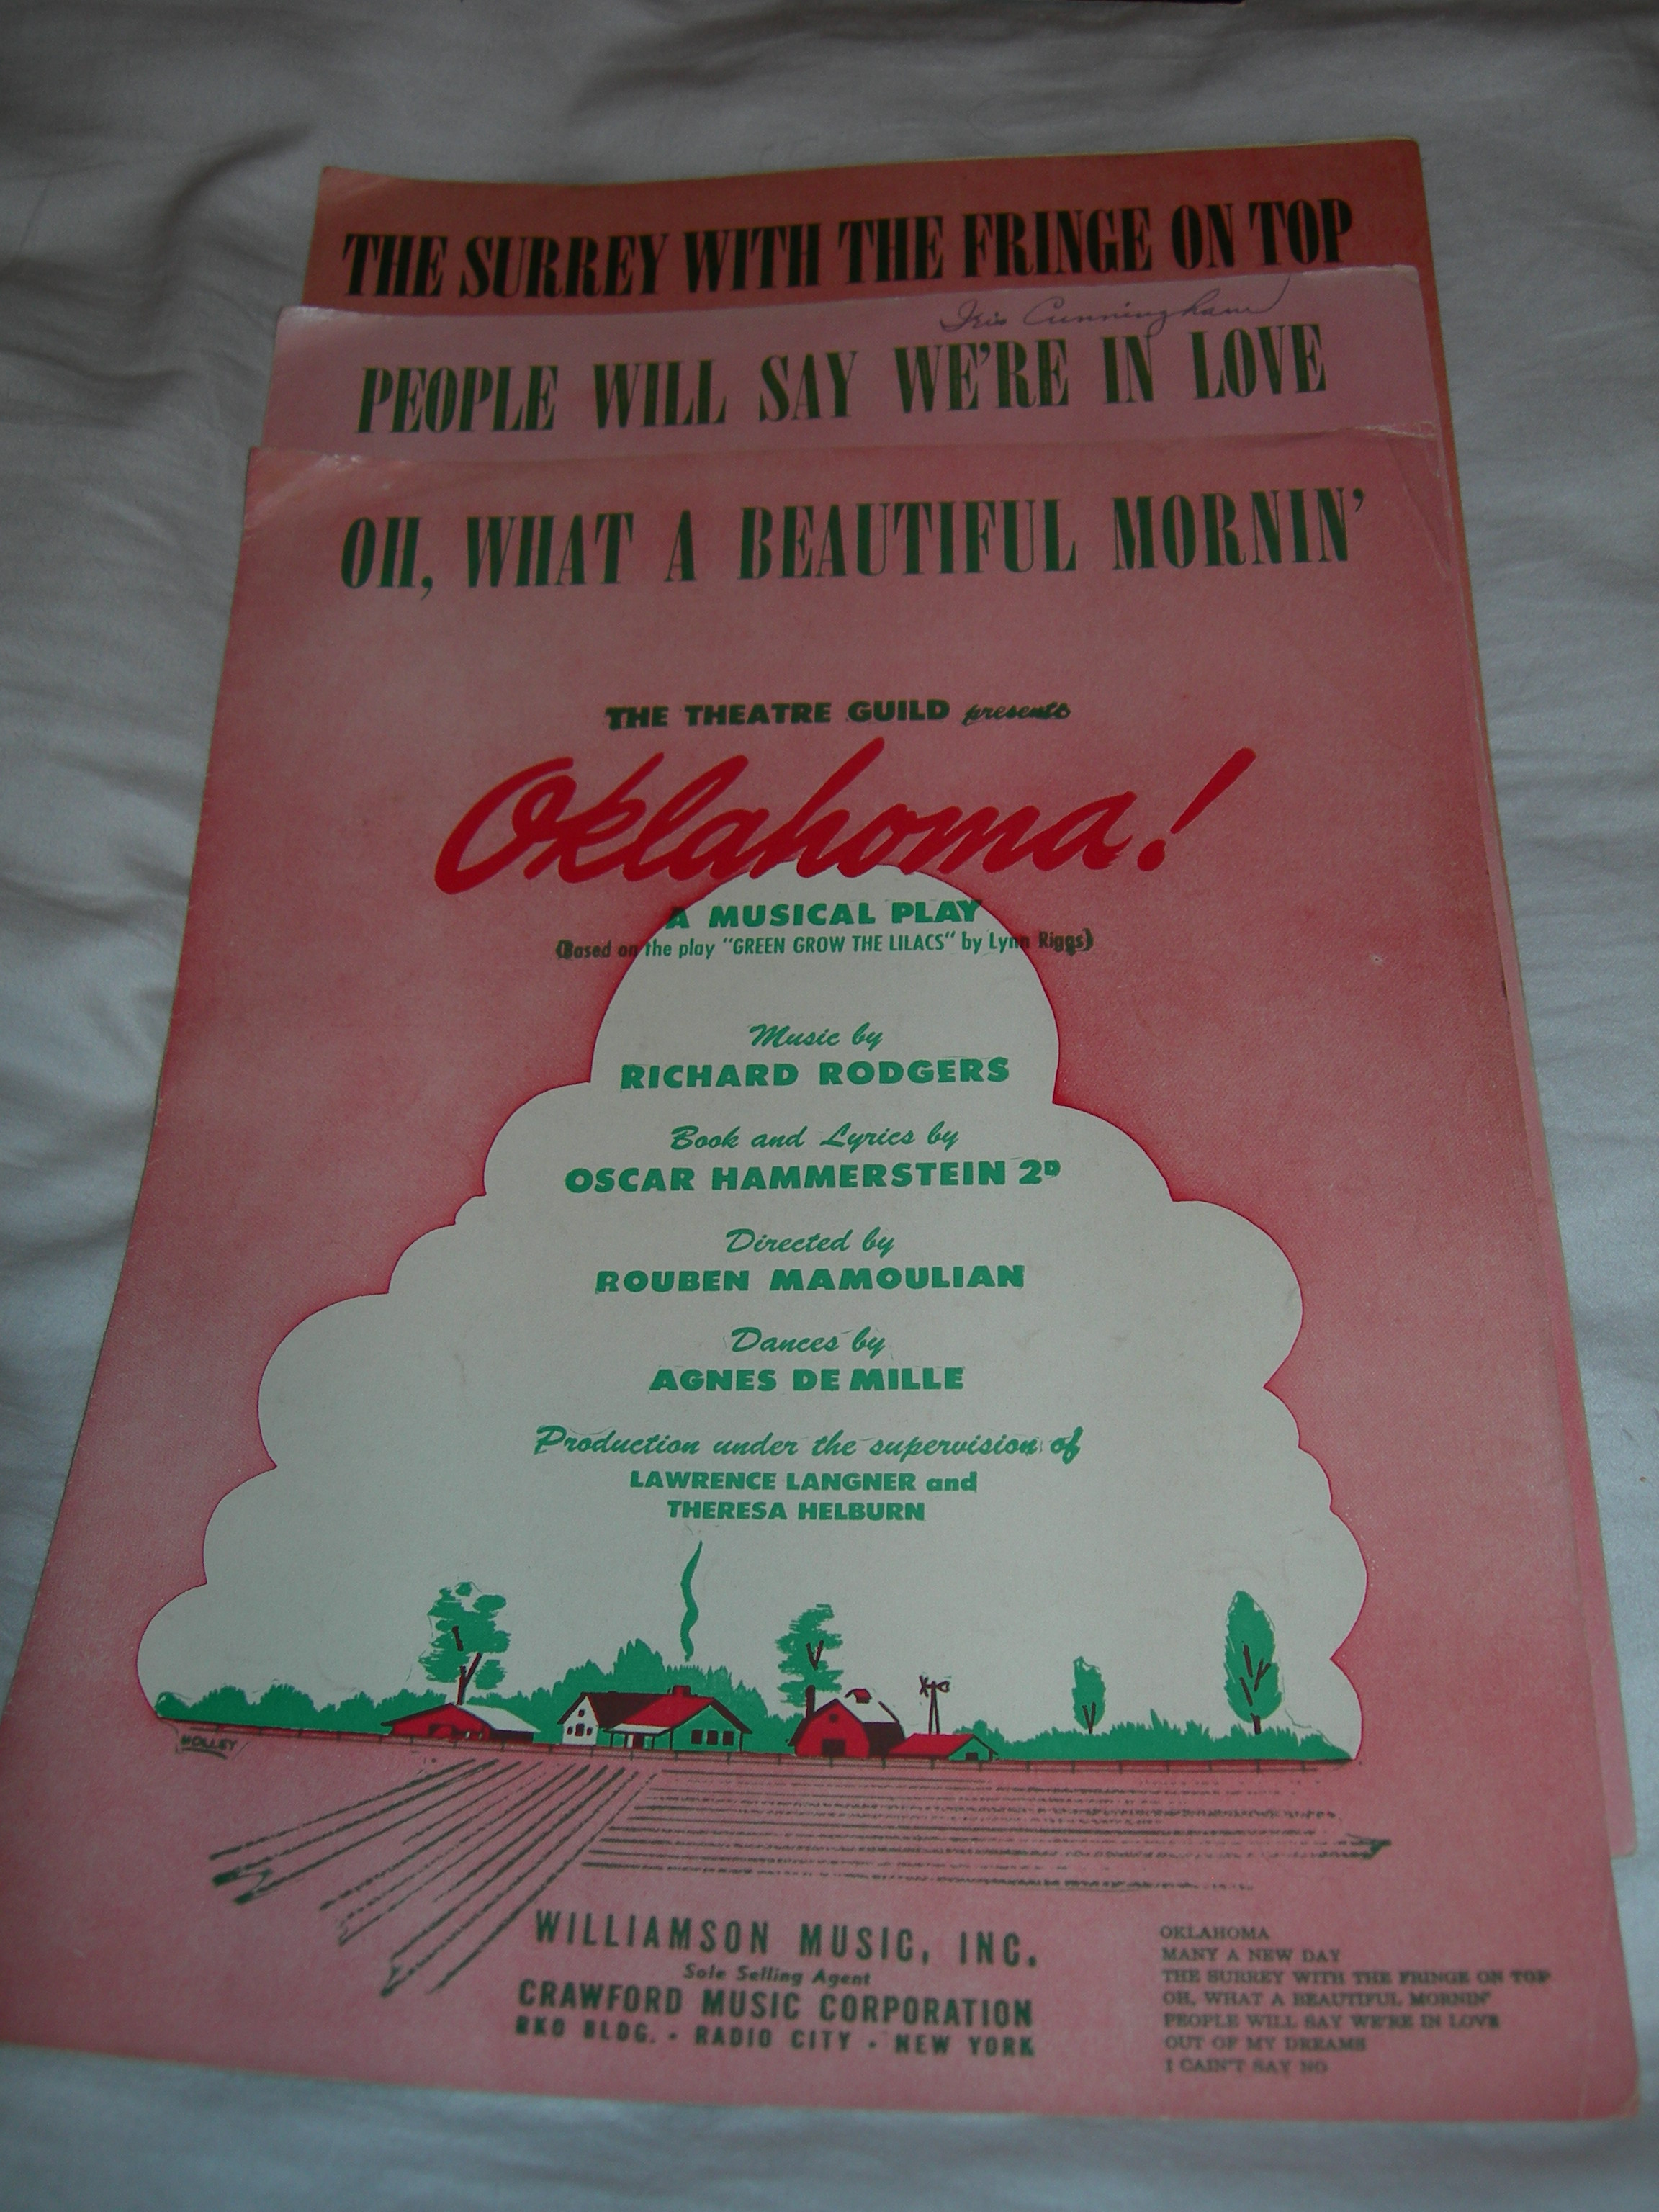 THE SURREY WITH THE FRINGE ON TOP
Iris Cunningham
PEOPLE WILL SAY WE'RE IN LOVE
OH, WHAT A BEAUTIFUL MORNIN'
THE THEATRE GUILD presents
Oklahoma!
A MUSICAL PLAY
(Based on the play "GREEN GROW THE LILACS" by Lynn Riggs)
Music by
RICHARD RODGERS
Book and Lyrics by
OSCAR HAMMERSTEIN 2D
Directed by
ROUBEN MAMOULIAN
Dances by
AGNES DE MILLE
Production under the supervision of
LAWRENCE LANGNER and
THERESA HELBURN
HOLLEY
WILLIAMSON MUSIC, INC.
Sole Selling Agent
CRAWFORD MUSIC CORPORATION
RKO BLDG. • RADIO CITY • NEW YORK
OKLAHOMA
MANY A NEW DAY
THE SURREY WITH THE FRINGE ON TOP
OH, WHAT A BEAUTIFUL MORNIN'
PEOPLE WILL SAY WE'RE IN LOVE
OUT OF MY DREAMS
I CAIN'T SAY NO